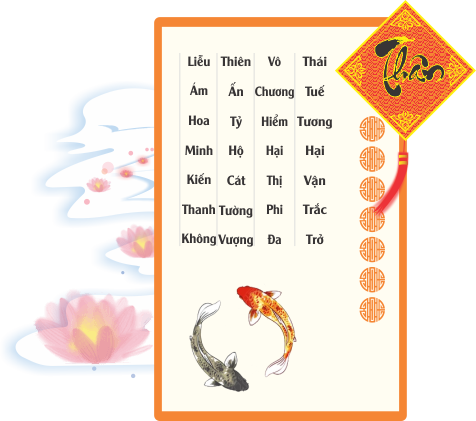 Thân
Thái Tuế Tương Hại Vận Trắc Trở
Vô Chương Hiểm Hại Thị Phi Đa
Thiên Ấn Tỷ Hộ Cát Tường Vượng
Liễu Ám Hoa Minh Kiến Thanh Không